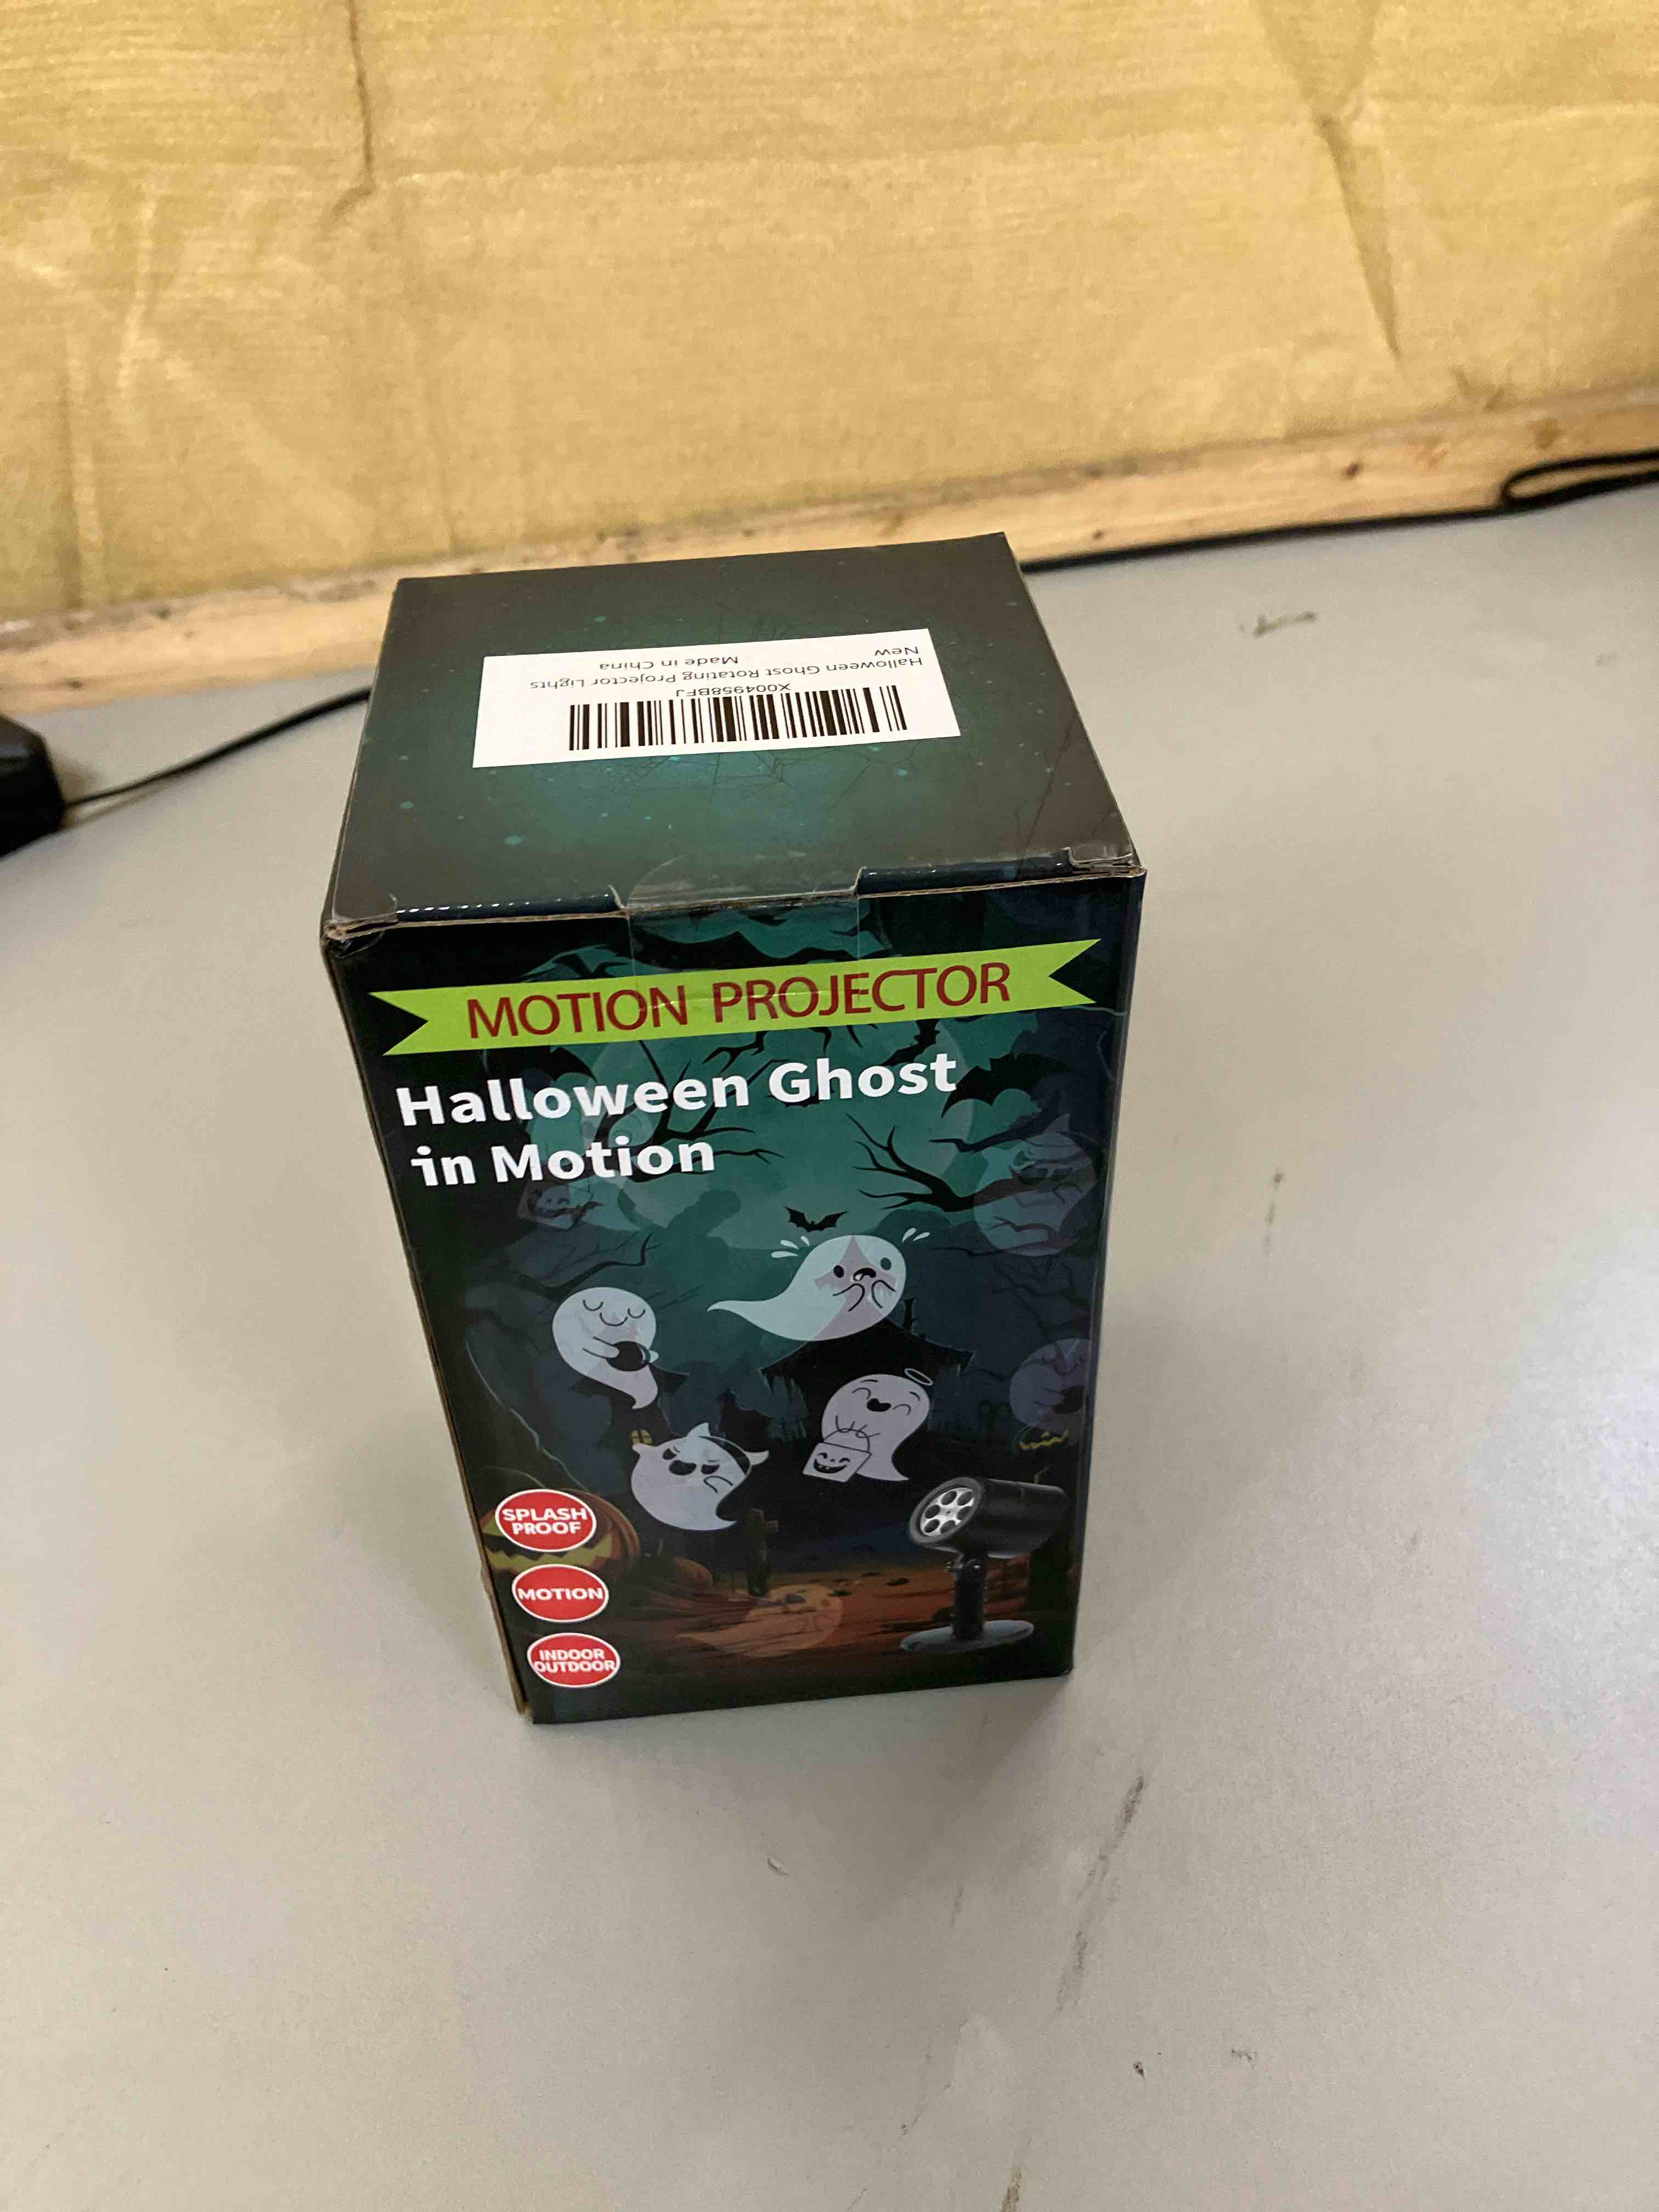 X004958BFJ
Halloween Ghost Rotating Projector Lights
New
Made in China
MOTION PROJECTOR
Halloween Ghost
in Motion
SPLASH
PROOF
MOTION
INDOOR
OUTDOOR